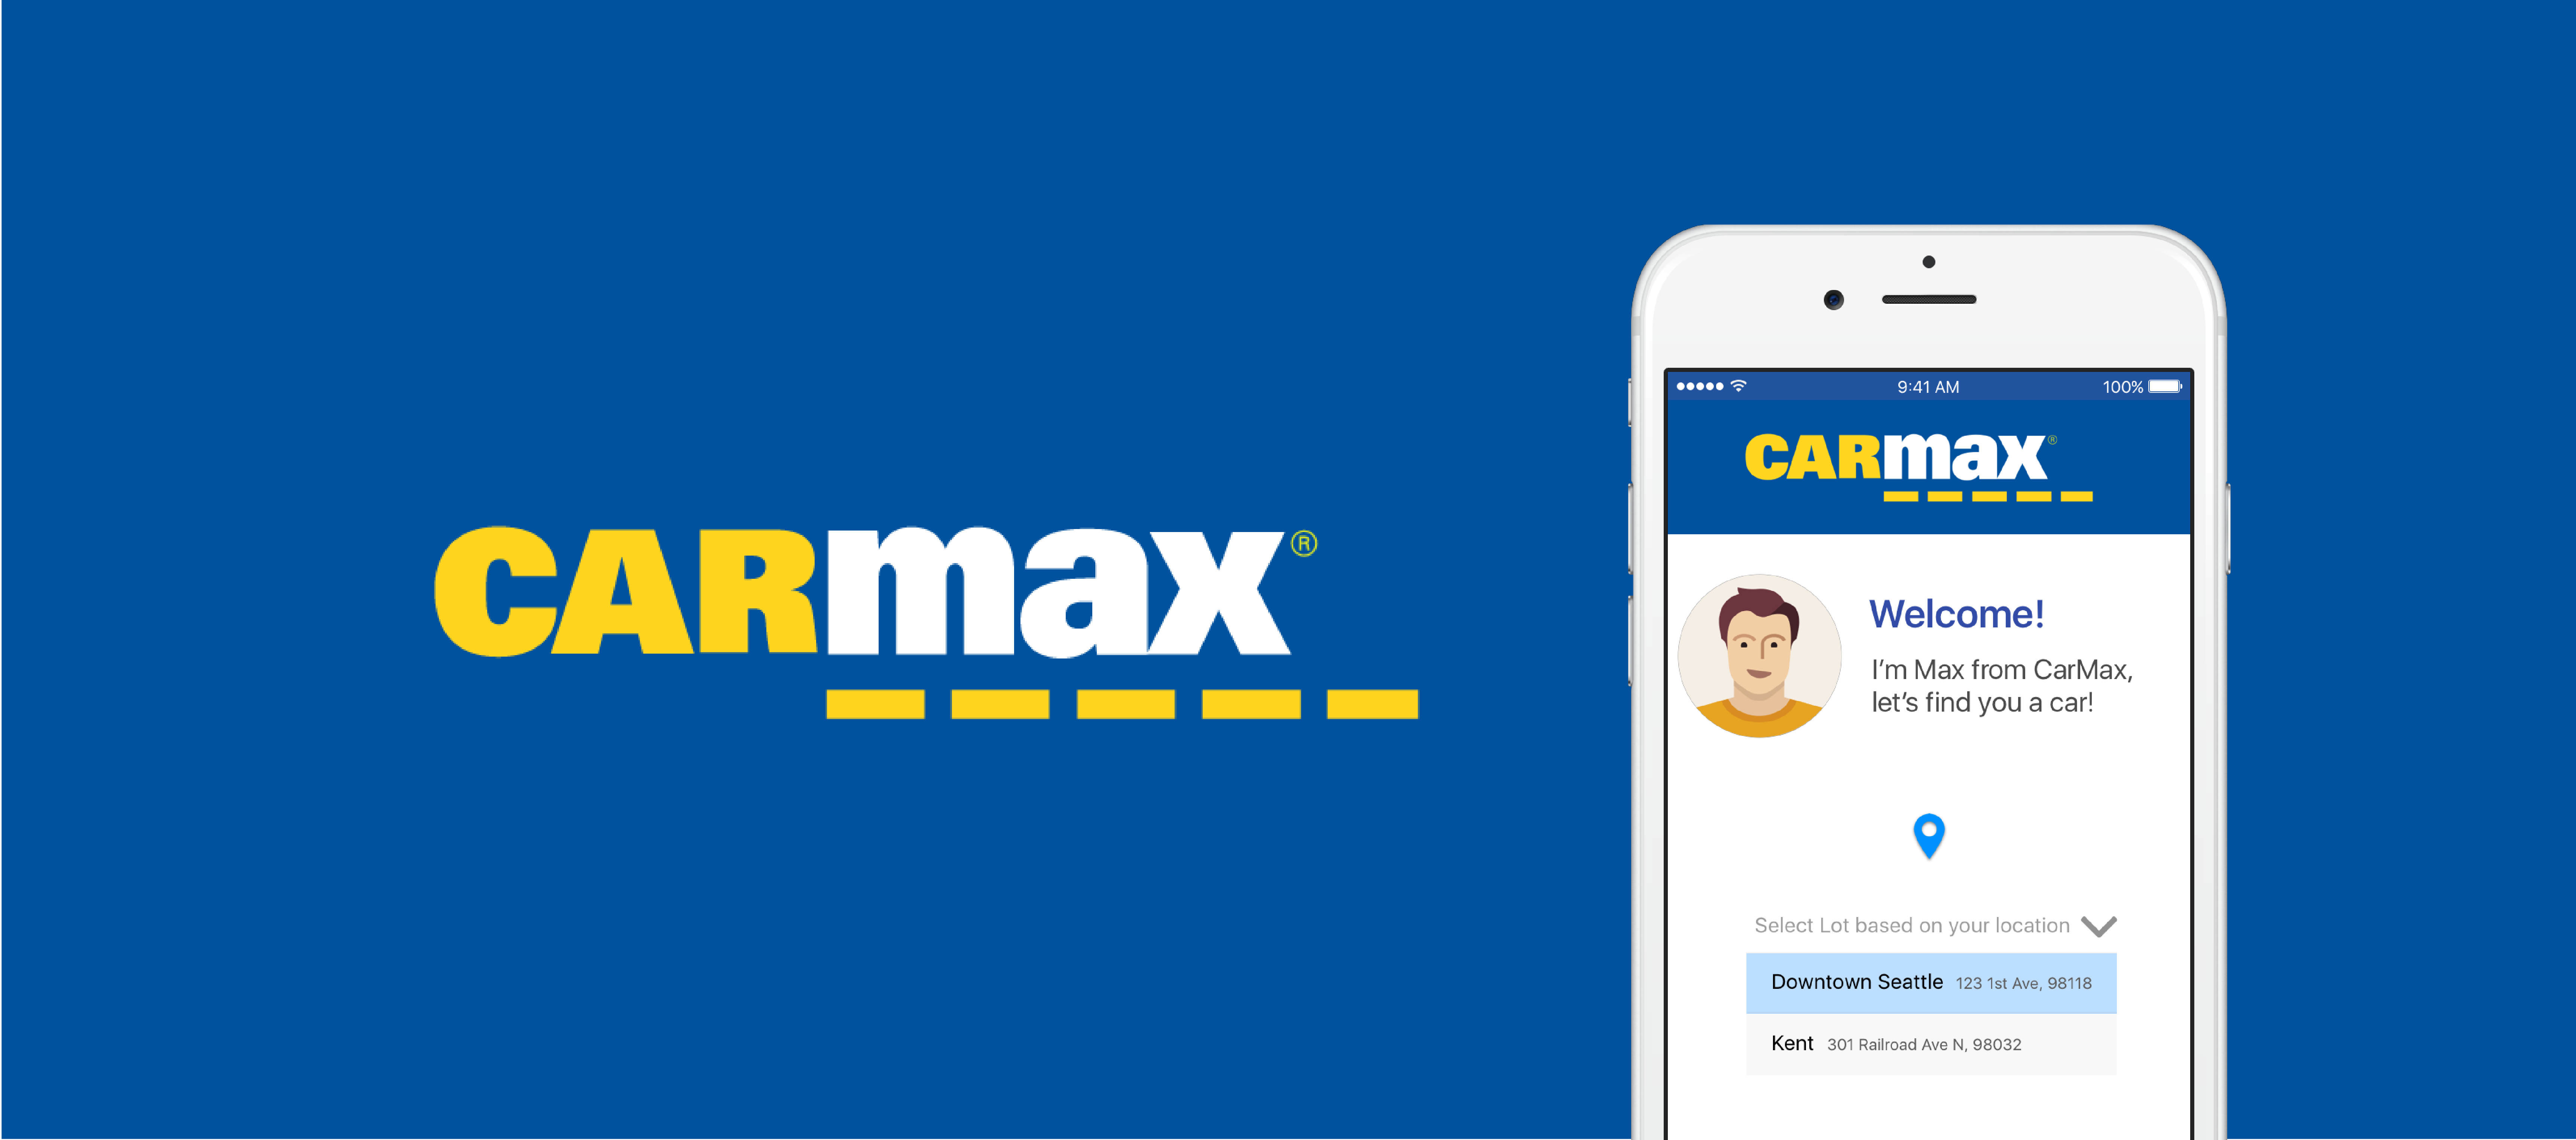 CARmax®
9:41 AM 100%
CARmax®
Welcome!
I'm Max from CarMax,
let's find you a car!
Select Lot based on your location
Downtown Seattle 123 1st Ave, 98118
Kent 301 Railroad Ave N, 98032